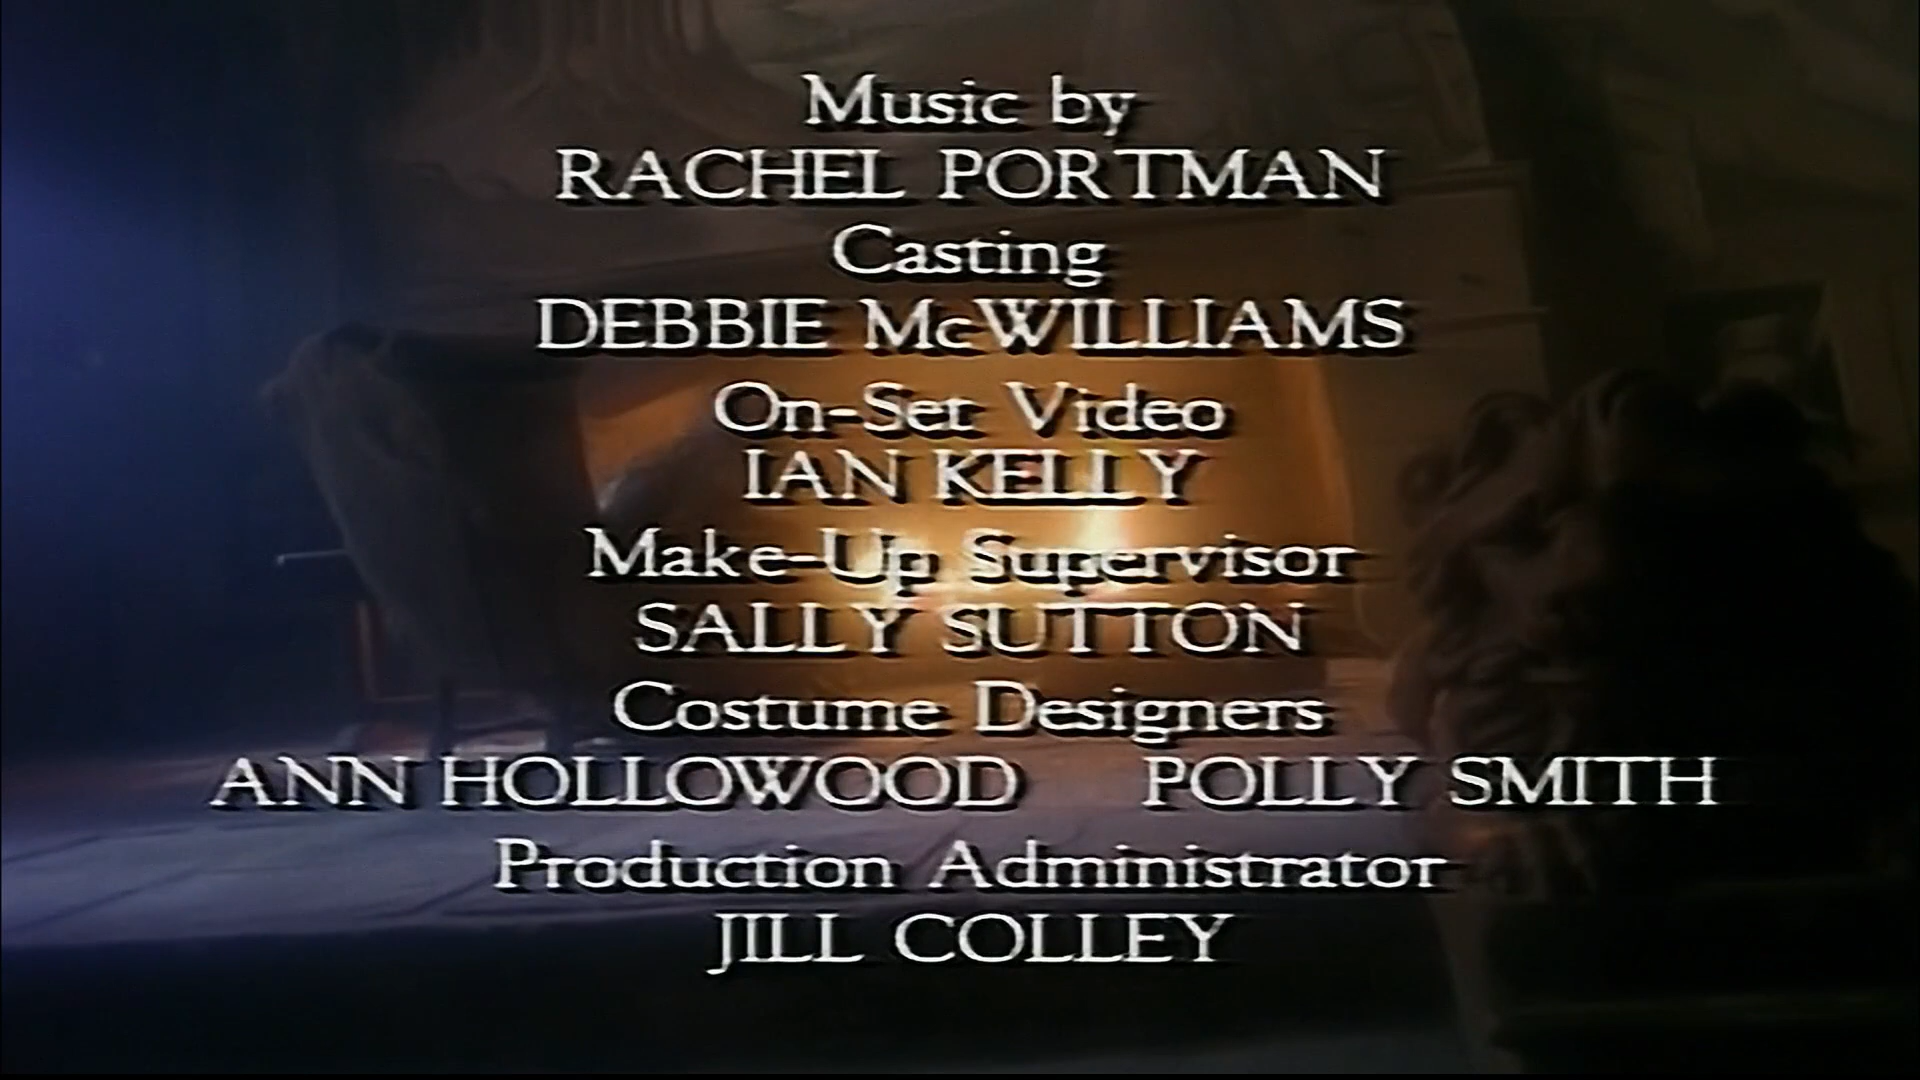 Music by
RACHEL PORTMAN
Casting
DEBBIE McWILLIAMS
On-Set Video
IAN KELLY
Make-Up Supervisor
SALLY SUTTON
Costume Designers
ANN HOLLOWOOD POLLY SMITH
Production Administrator
JILL COLLEY